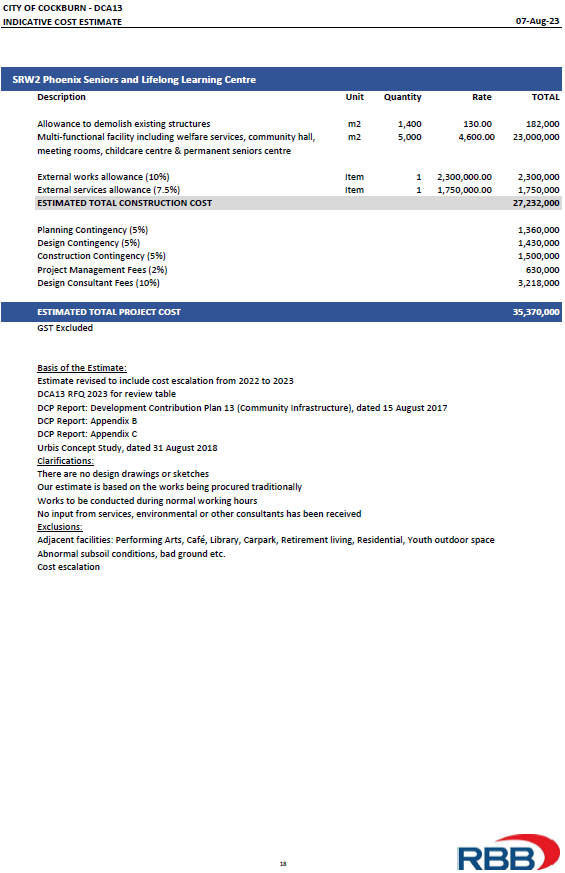 CITY OF COCKBURN - DCA13
INDICATIVE COST ESTIMATE 07-Aug-23
SRW2 Phoenix Seniors and Lifelong Learning Centre
Description Unit Quantity Rate TOTAL
Allowance to demolish existing structures m2 1,400 130.00 182,000
Multi-functional facility including welfare services, community hall, m2 5,000 4,600.00 23,000,000
meeting rooms, childcare centre & permanent seniors centre
External works allowance (10%) Item 1 2,300,000.00 2,300,000
External services allowance (7.5%) Item 1 1,750,000.00 1,750,000
ESTIMATED TOTAL CONSTRUCTION COST 27,232,000
Planning Contingency (5%) 1,360,000
Design Contingency (5%) 1,430,000
Construction Contingency (5%) 1,500,000
Project Management Fees (2%) 630,000
Design Consultant Fees (10%) 3,218,000
ESTIMATED TOTAL PROJECT COST 35,370,000
GST Excluded
Basis of the Estimate:
Estimate revised to include cost escalation from 2022 to 2023
DCA13 RFQ 2023 for review table
DCP Report: Development Contribution Plan 13 (Community Infrastructure), dated 15 August 2017
DCP Report: Appendix B
DCP Report: Appendix C
Urbis Concept Study, dated 31 August 2018
Clarifications:
There are no design drawings or sketches
Our estimate is based on the works being procured traditionally
Works to be conducted during normal working hours
No input from services, environmental or other consultants has been received
Exclusions:
Adjacent facilities: Performing Arts, Café, Library, Carpark, Retirement living, Residential, Youth outdoor space
Abnormal subsoil conditions, bad ground etc.
Cost escalation
18
RBB